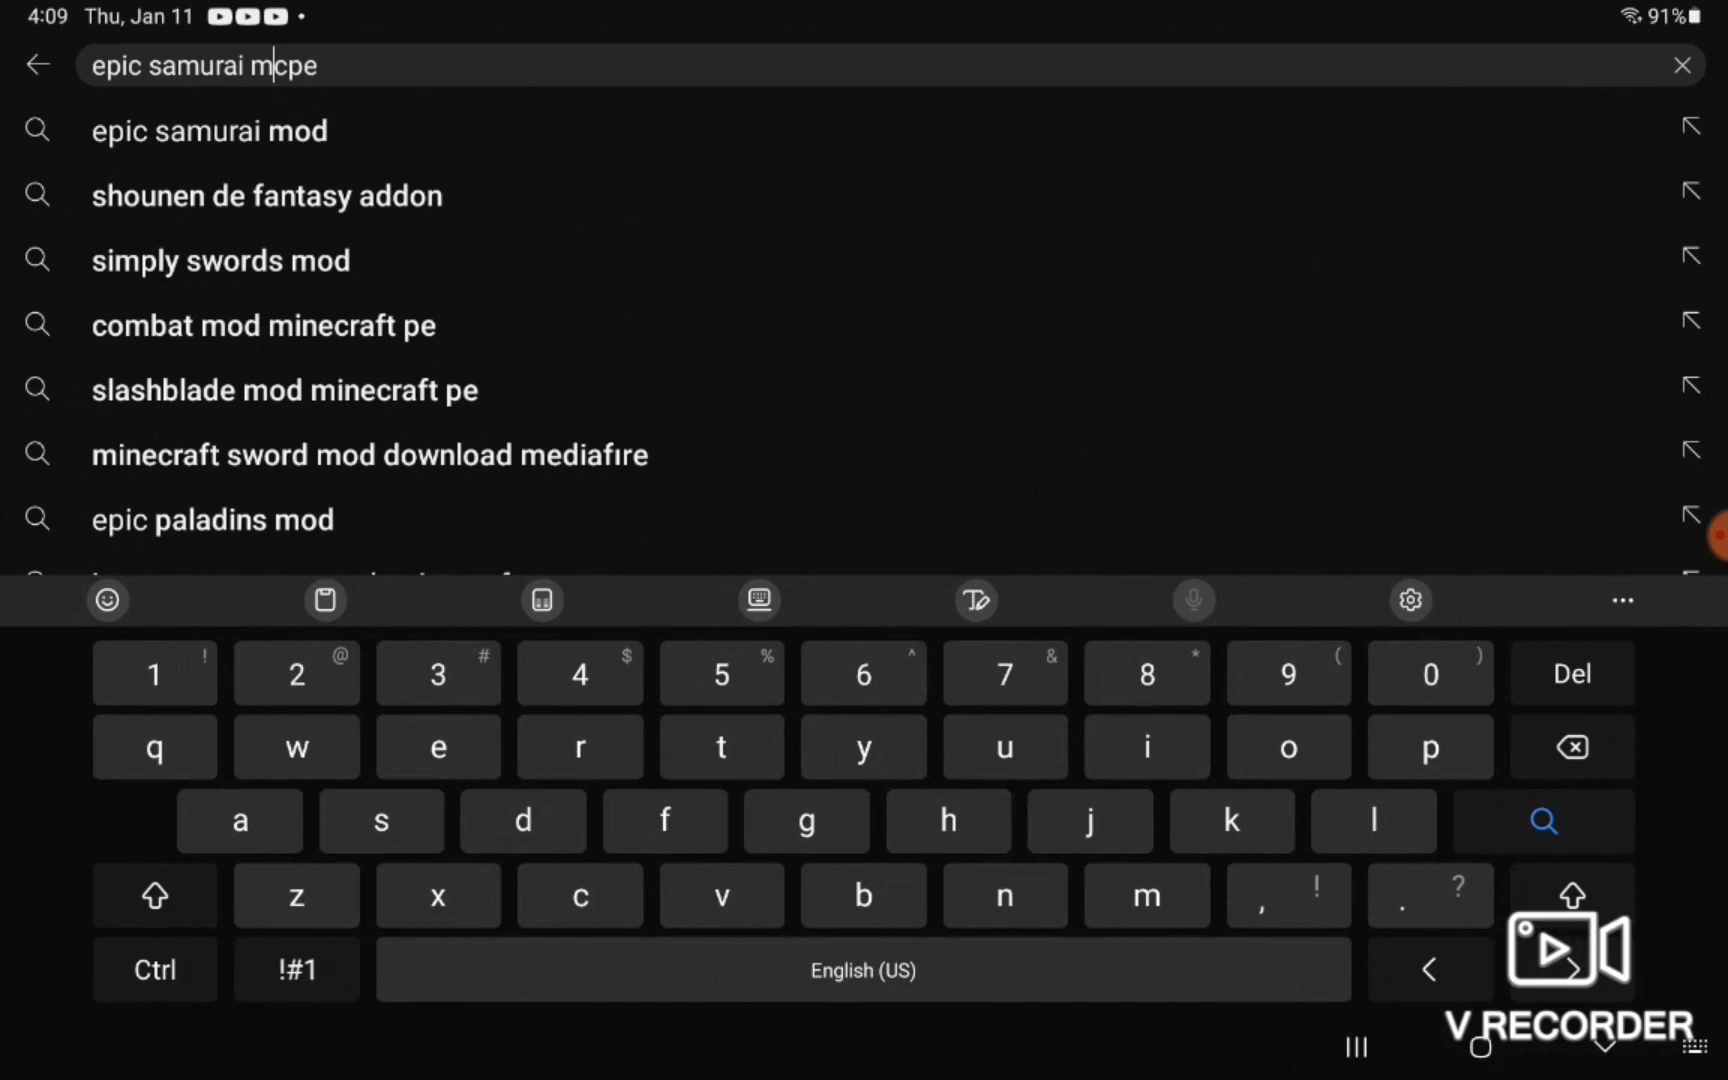 4:09 Thu, Jan 11 91%
epic samurai mcpe
epic samurai mod
shounen de fantasy addon
simply swords mod
combat mod minecraft pe
slashblade mod minecraft pe
minecraft sword mod download mediafire
epic paladins mod
1 ! 2 @ 3 # 4 $ 5 % 6 ^ 7 & 8 * 9 ( 0 ) Del
q w e r t y u i o p
a s d f g h j k l
z x c v b n m , ! . ?
Ctrl !#1 English (US) < >
V RECORDER